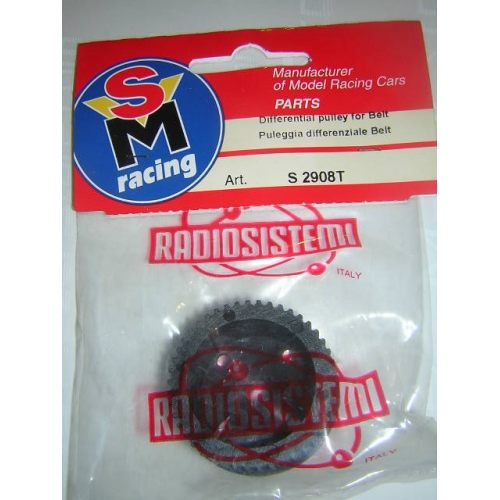 SM
racing
Manufacturer
of Model Racing Cars
PARTS
Differential pulley for Belt
Puleggia differenziale Belt
Art. S 2908T
RADIOSISTEMI
ITALY
RADIOSISTEMI
ITALY